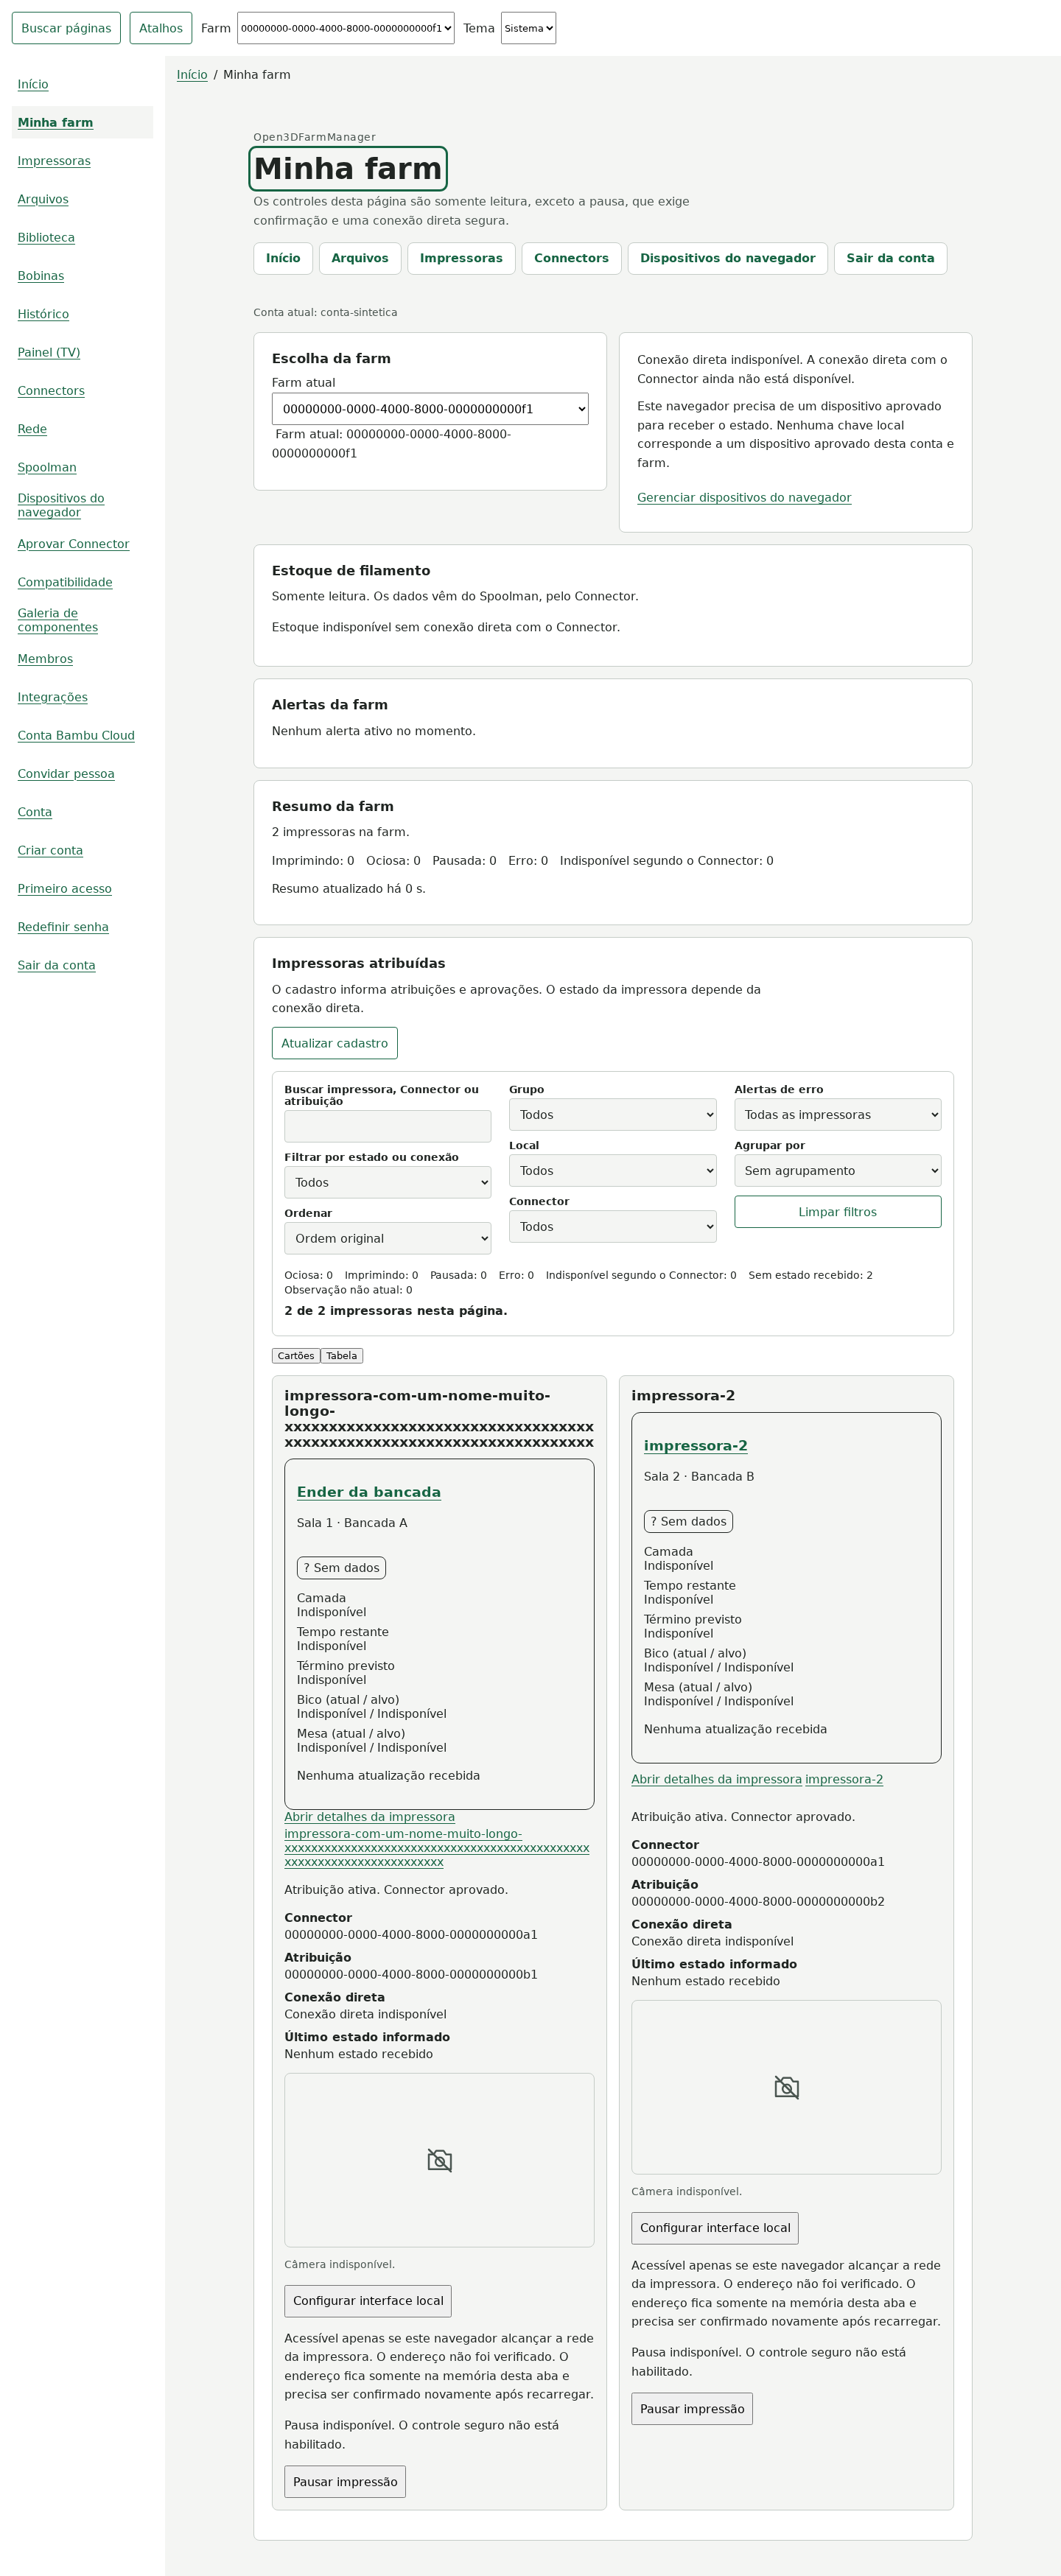 Buscar páginas Atalhos Farm 00000000-0000-4000-8000-0000000000f1 Tema Sistema
Início
Minha farm
Impressoras
Arquivos
Biblioteca
Bobinas
Histórico
Painel (TV)
Connectors
Rede
Spoolman
Dispositivos do
navegador
Aprovar Connector
Compatibilidade
Galeria de
componentes
Membros
Integrações
Conta Bambu Cloud
Convidar pessoa
Conta
Criar conta
Primeiro acesso
Redefinir senha
Sair da conta
Início / Minha farm
Open3DFarmManager
Minha farm
Os controles desta página são somente leitura, exceto a pausa, que exige
confirmação e uma conexão direta segura.
Início Arquivos Impressoras Connectors Dispositivos do navegador Sair da conta
Conta atual: conta-sintetica
Escolha da farm
Farm atual
00000000-0000-4000-8000-0000000000f1
Farm atual: 00000000-0000-4000-8000-
0000000000f1
Conexão direta indisponível. A conexão direta com o
Connector ainda não está disponível.
Este navegador precisa de um dispositivo aprovado
para receber o estado. Nenhuma chave local
corresponde a um dispositivo aprovado desta conta e
farm.
Gerenciar dispositivos do navegador
Estoque de filamento
Somente leitura. Os dados vêm do Spoolman, pelo Connector.
Estoque indisponível sem conexão direta com o Connector.
Alertas da farm
Nenhum alerta ativo no momento.
Resumo da farm
2 impressoras na farm.
Imprimindo: 0 Ociosa: 0 Pausada: 0 Erro: 0 Indisponível segundo o Connector: 0
Resumo atualizado há 0 s.
Impressoras atribuídas
O cadastro informa atribuições e aprovações. O estado da impressora depende da
conexão direta.
Atualizar cadastro
Buscar impressora, Connector ou
atribuição
Filtrar por estado ou conexão
Todos
Ordenar
Ordem original
Grupo
Todos
Local
Todos
Connector
Todos
Alertas de erro
Todas as impressoras
Agrupar por
Sem agrupamento
Limpar filtros
Ociosa: 0 Imprimindo: 0 Pausada: 0 Erro: 0 Indisponível segundo o Connector: 0 Sem estado recebido: 2
Observação não atual: 0
2 de 2 impressoras nesta página.
Cartões Tabela
impressora-com-um-nome-muito-
longo-
xxxxxxxxxxxxxxxxxxxxxxxxxxxxxxxxxxx
xxxxxxxxxxxxxxxxxxxxxxxxxxxxxxxxxxx
Ender da bancada
Sala 1 · Bancada A
? Sem dados
Camada
Indisponível
Tempo restante
Indisponível
Término previsto
Indisponível
Bico (atual / alvo)
Indisponível / Indisponível
Mesa (atual / alvo)
Indisponível / Indisponível
Nenhuma atualização recebida
Abrir detalhes da impressora
impressora-com-um-nome-muito-longo-
xxxxxxxxxxxxxxxxxxxxxxxxxxxxxxxxxxxxxxxxxxxxxx
xxxxxxxxxxxxxxxxxxxxxxxx
Atribuição ativa. Connector aprovado.
Connector
00000000-0000-4000-8000-0000000000a1
Atribuição
00000000-0000-4000-8000-0000000000b1
Conexão direta
Conexão direta indisponível
Último estado informado
Nenhum estado recebido
Câmera indisponível.
Configurar interface local
Acessível apenas se este navegador alcançar a rede
da impressora. O endereço não foi verificado. O
endereço fica somente na memória desta aba e
precisa ser confirmado novamente após recarregar.
Pausa indisponível. O controle seguro não está
habilitado.
Pausar impressão
impressora-2
impressora-2
Sala 2 · Bancada B
? Sem dados
Camada
Indisponível
Tempo restante
Indisponível
Término previsto
Indisponível
Bico (atual / alvo)
Indisponível / Indisponível
Mesa (atual / alvo)
Indisponível / Indisponível
Nenhuma atualização recebida
Abrir detalhes da impressora impressora-2
Atribuição ativa. Connector aprovado.
Connector
00000000-0000-4000-8000-0000000000a1
Atribuição
00000000-0000-4000-8000-0000000000b2
Conexão direta
Conexão direta indisponível
Último estado informado
Nenhum estado recebido
Câmera indisponível.
Configurar interface local
Acessível apenas se este navegador alcançar a rede
da impressora. O endereço não foi verificado. O
endereço fica somente na memória desta aba e
precisa ser confirmado novamente após recarregar.
Pausa indisponível. O controle seguro não está
habilitado.
Pausar impressão